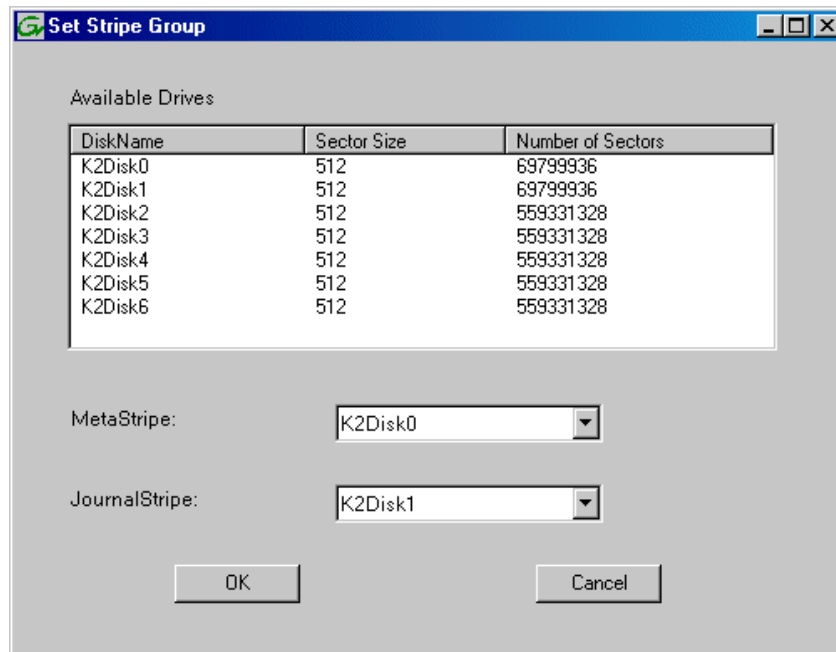 Set Stripe Group
Available Drives
DiskName Sector Size Number of Sectors
K2Disk0 512 69799936
K2Disk1 512 69799936
K2Disk2 512 559331328
K2Disk3 512 559331328
K2Disk4 512 559331328
K2Disk5 512 559331328
K2Disk6 512 559331328
MetaStripe: K2Disk0
JournalStripe: K2Disk1
OK Cancel